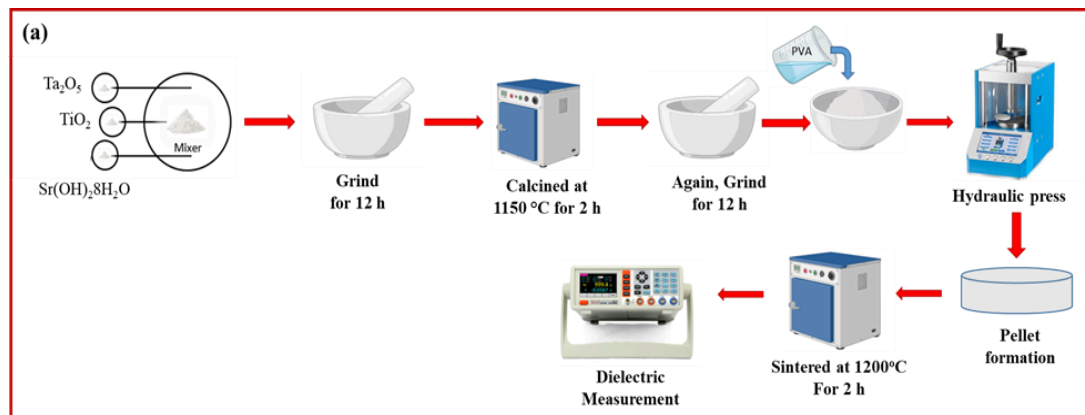 (a)
Ta₂O₅
TiO₂
Sr(OH)₂8H₂O
Mixer
Grind
for 12 h
Calcined at
1150 °C for 2 h
Again, Grind
for 12 h
PVA
Hydraulic press
Pellet
formation
Sintered at 1200°C
For 2 h
Dielectric
Measurement